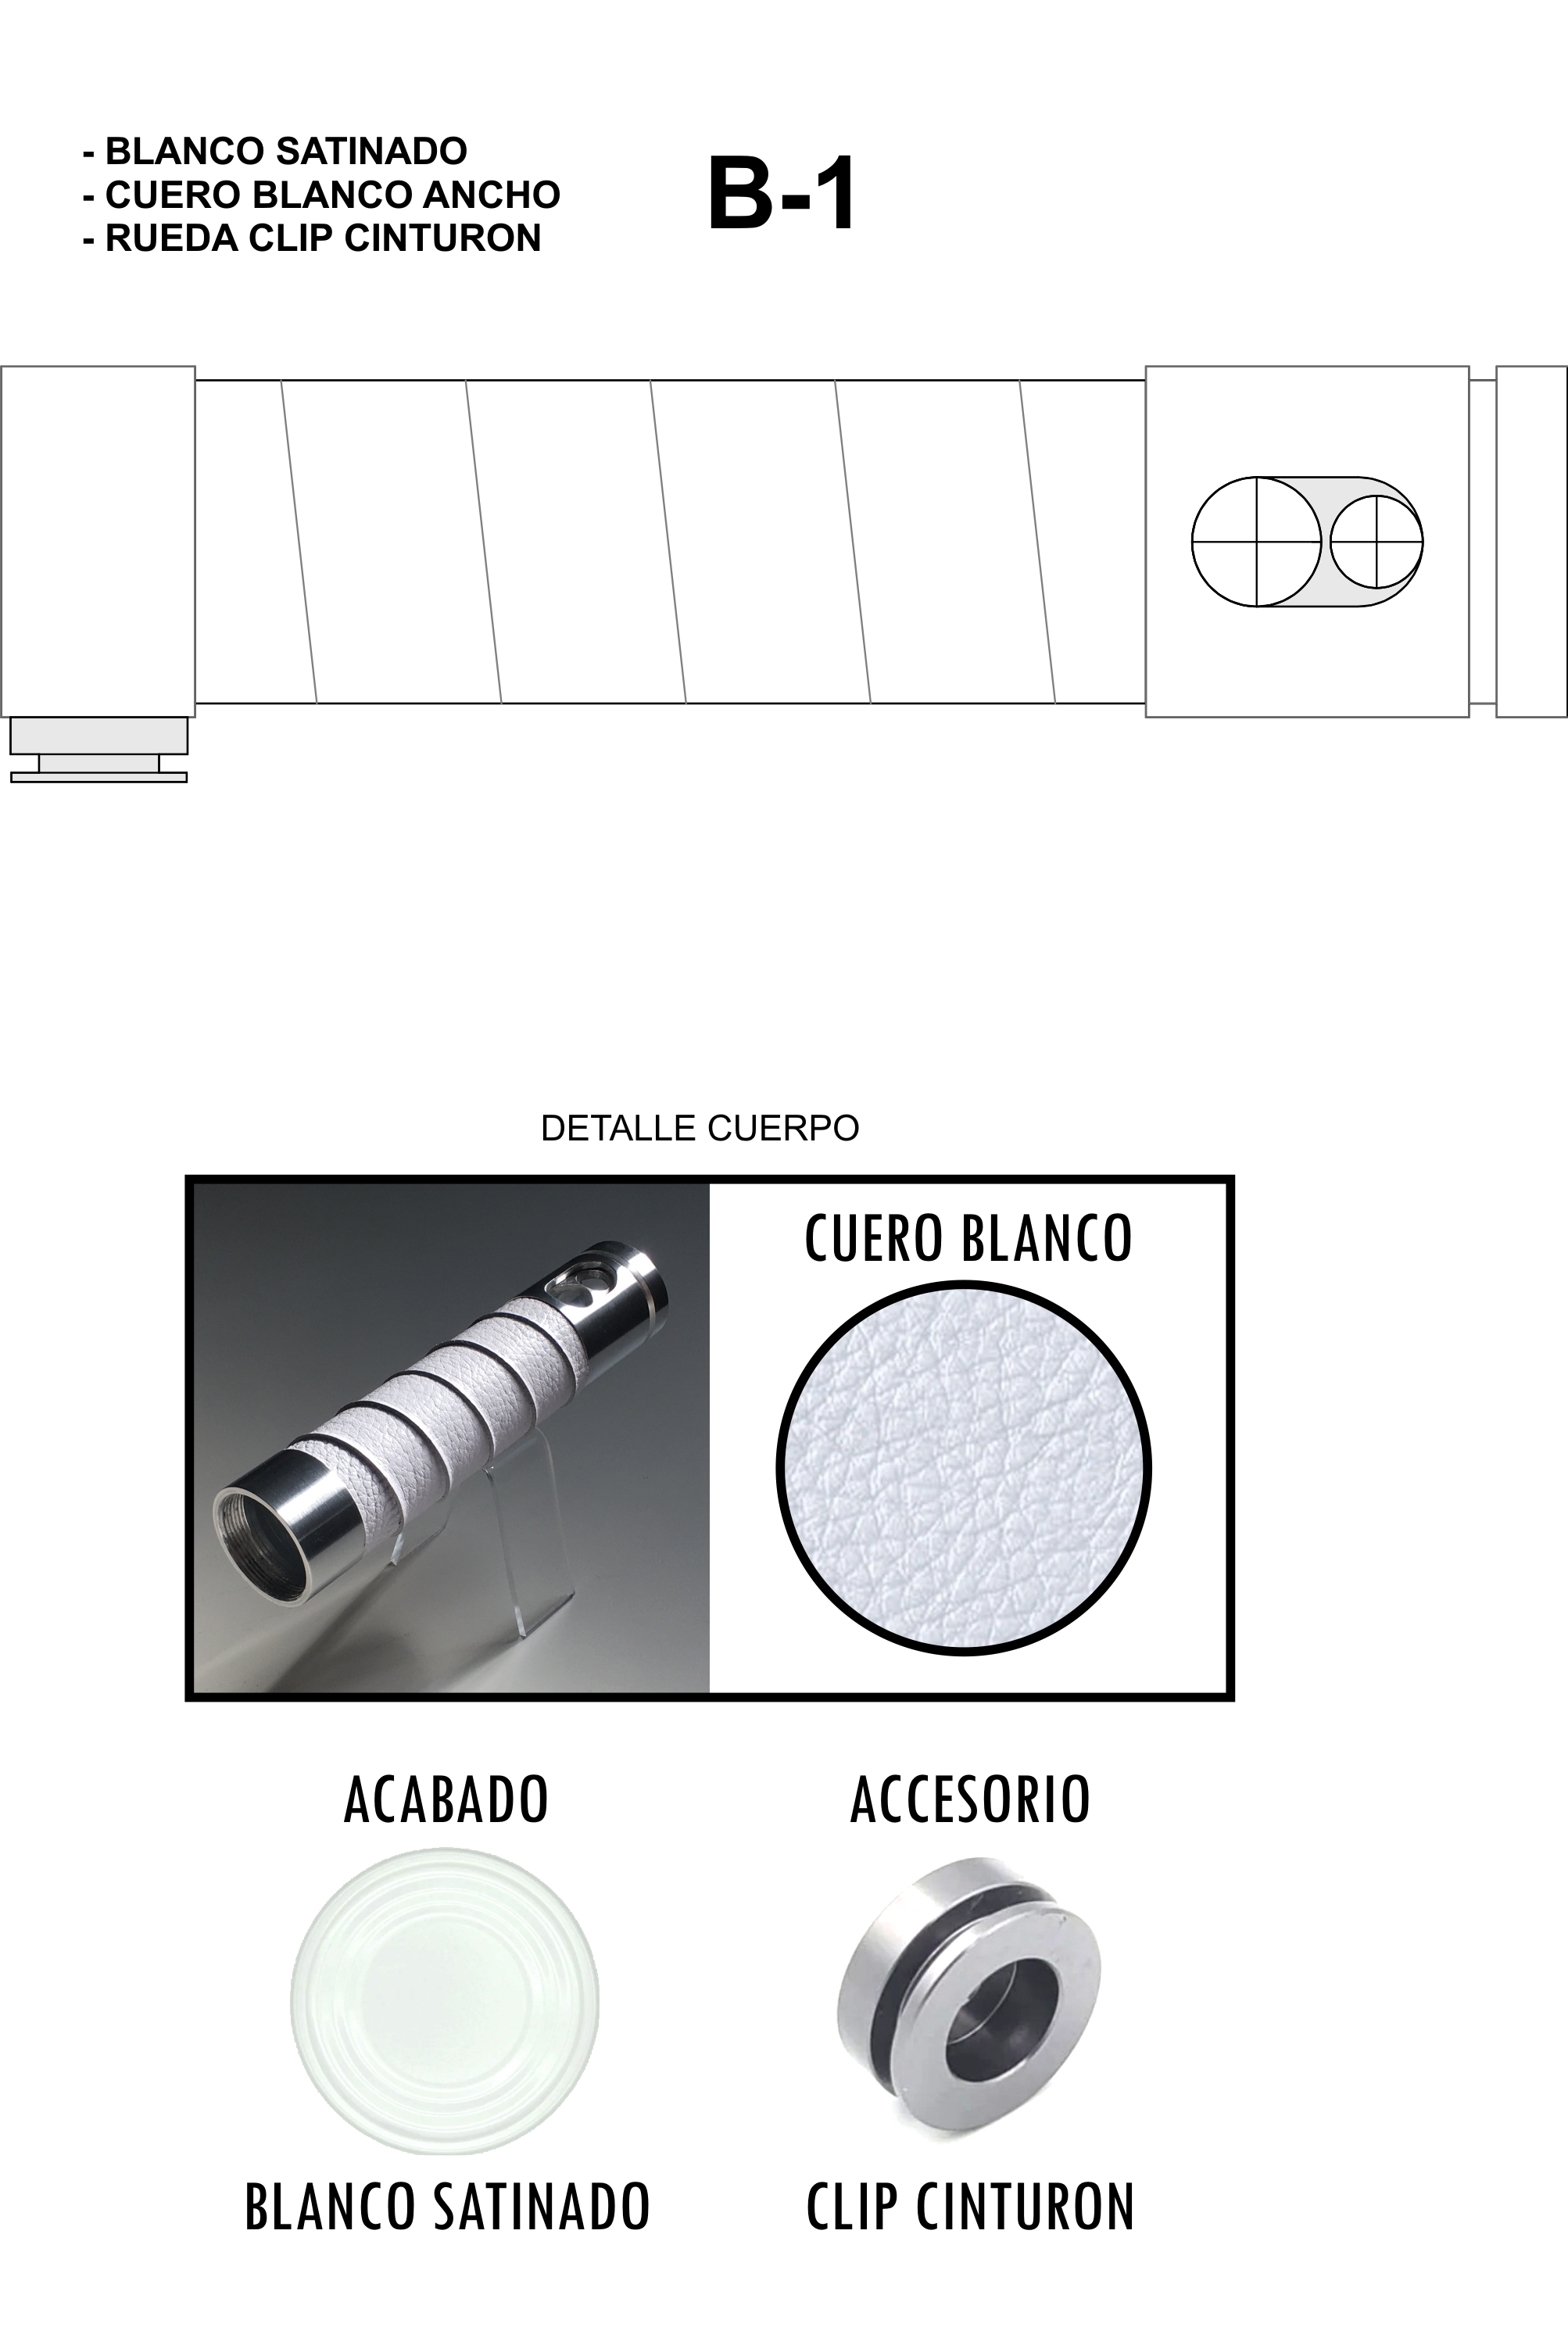 - BLANCO SATINADO
- CUERO BLANCO ANCHO
- RUEDA CLIP CINTURON
B-1
DETALLE CUERPO
CUERO BLANCO
ACABADO
ACCESORIO
BLANCO SATINADO
CLIP CINTURON